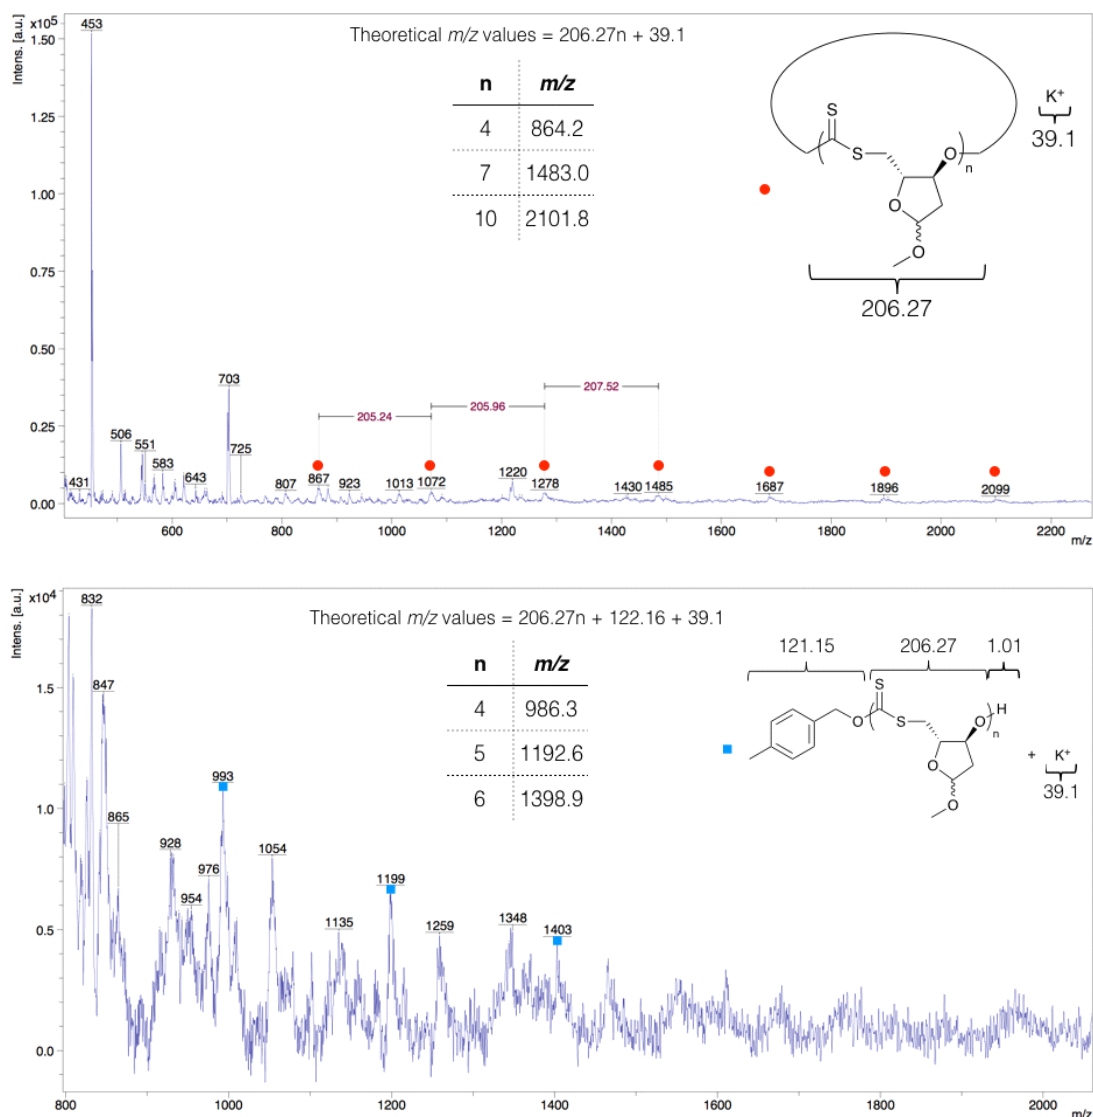 Intens. [a.u.]
x10⁵
453
Theoretical m/z values = 206.27n + 39.1
1.50
n m/z
4 864.2
7 1483.0
10 2101.8
S
S
O
n
O
O
K⁺
39.1
206.27
1.25
1.00
0.75
0.50
0.25
0.00
703
207.52
205.96
205.24
506
551
725
583
431
643
807
867
923
1013
1072
1220
1278
1430
1485
1687
1896
2099
600 800 1000 1200 1400 1600 1800 2000 2200
m/z
Intens. [a.u.]
x10⁴
832
Theoretical m/z values = 206.27n + 122.16 + 39.1
n m/z
4 986.3
5 1192.6
6 1398.9
121.15 206.27 1.01
S
O
S
O
H
n
O
O
+ K⁺
39.1
1.5
1.0
0.5
0.0
847
993
865
928
976
954
1054
1135
1199
1259
1348
1403
800 1000 1200 1400 1600 1800 2000
m/z